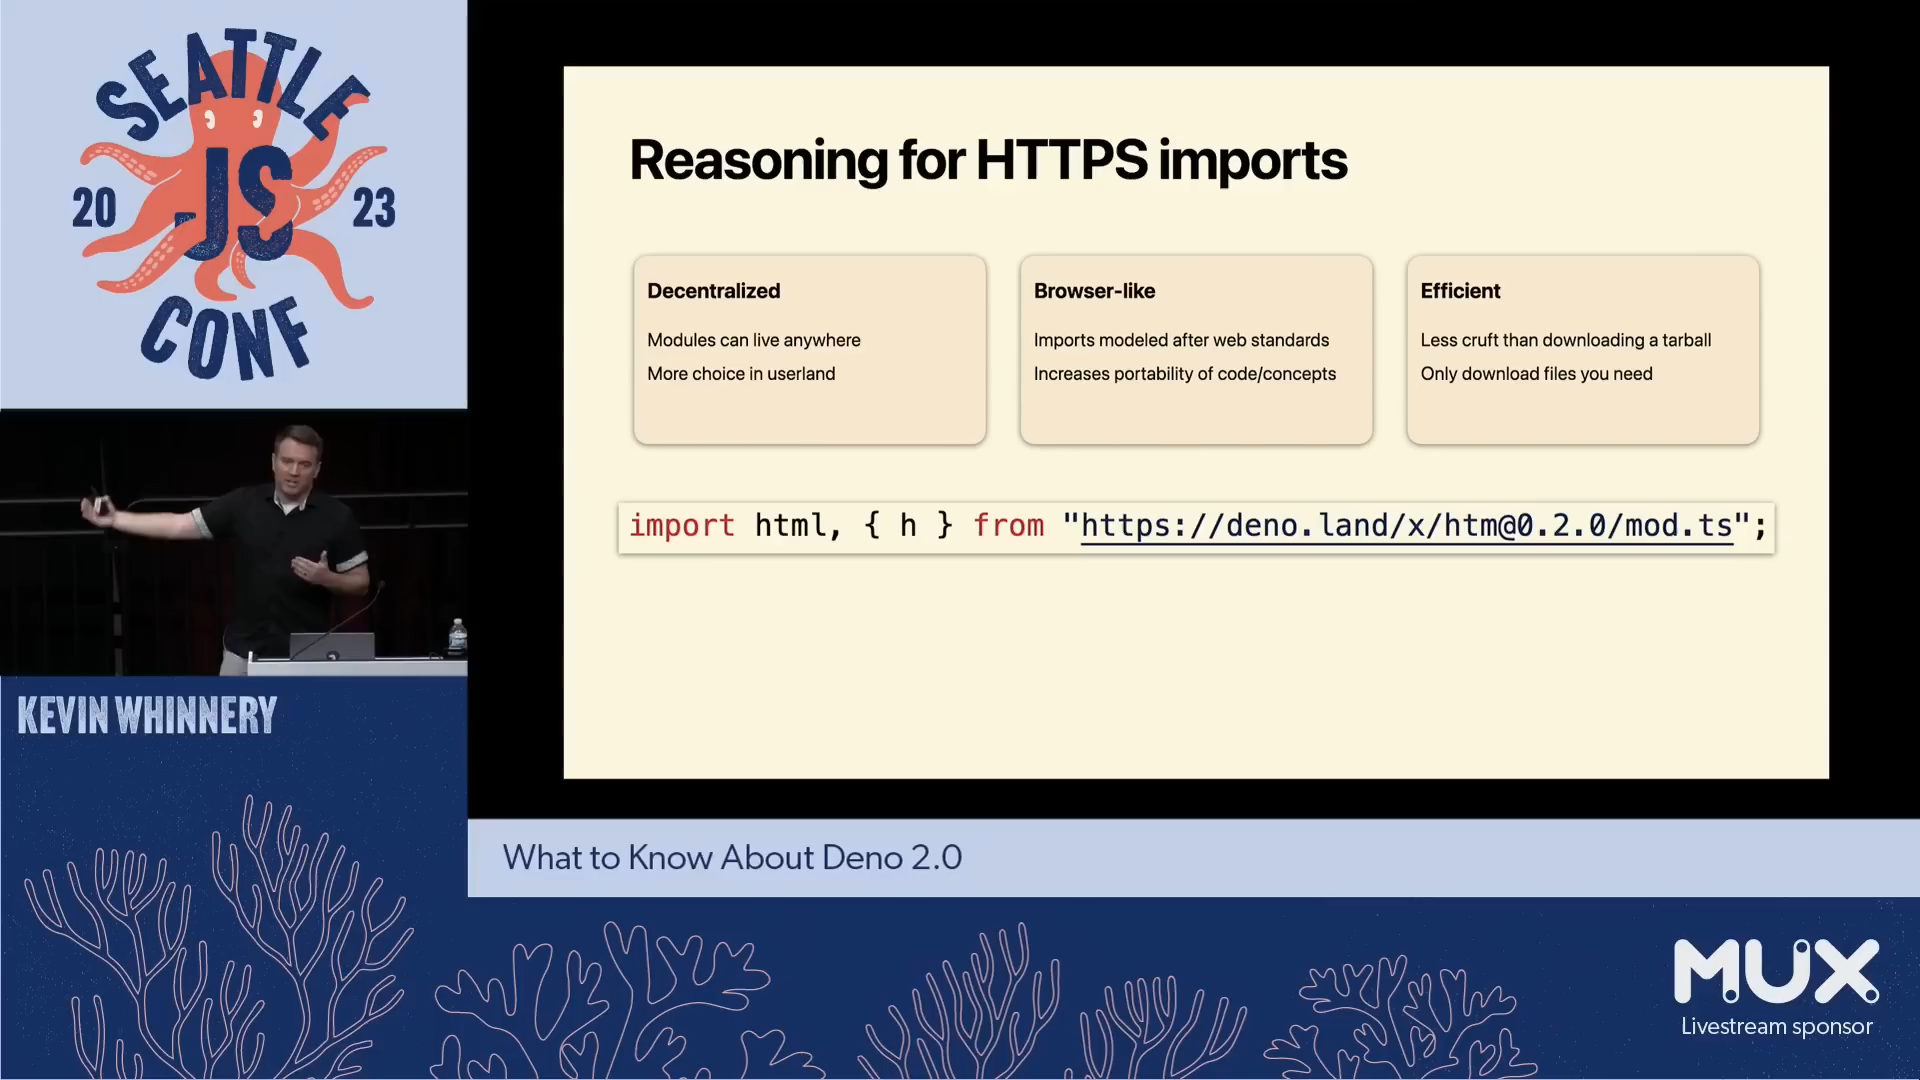 SEATTLE
JS
20 23
CONF
KEVIN WHINNERY
Reasoning for HTTPS imports
Decentralized
Modules can live anywhere
More choice in userland
Browser-like
Imports modeled after web standards
Increases portability of code/concepts
Efficient
Less cruft than downloading a tarball
Only download files you need
import html, { h } from "https://deno.land/x/htm@0.2.0/mod.ts";
What to Know About Deno 2.0
MUX
Livestream sponsor